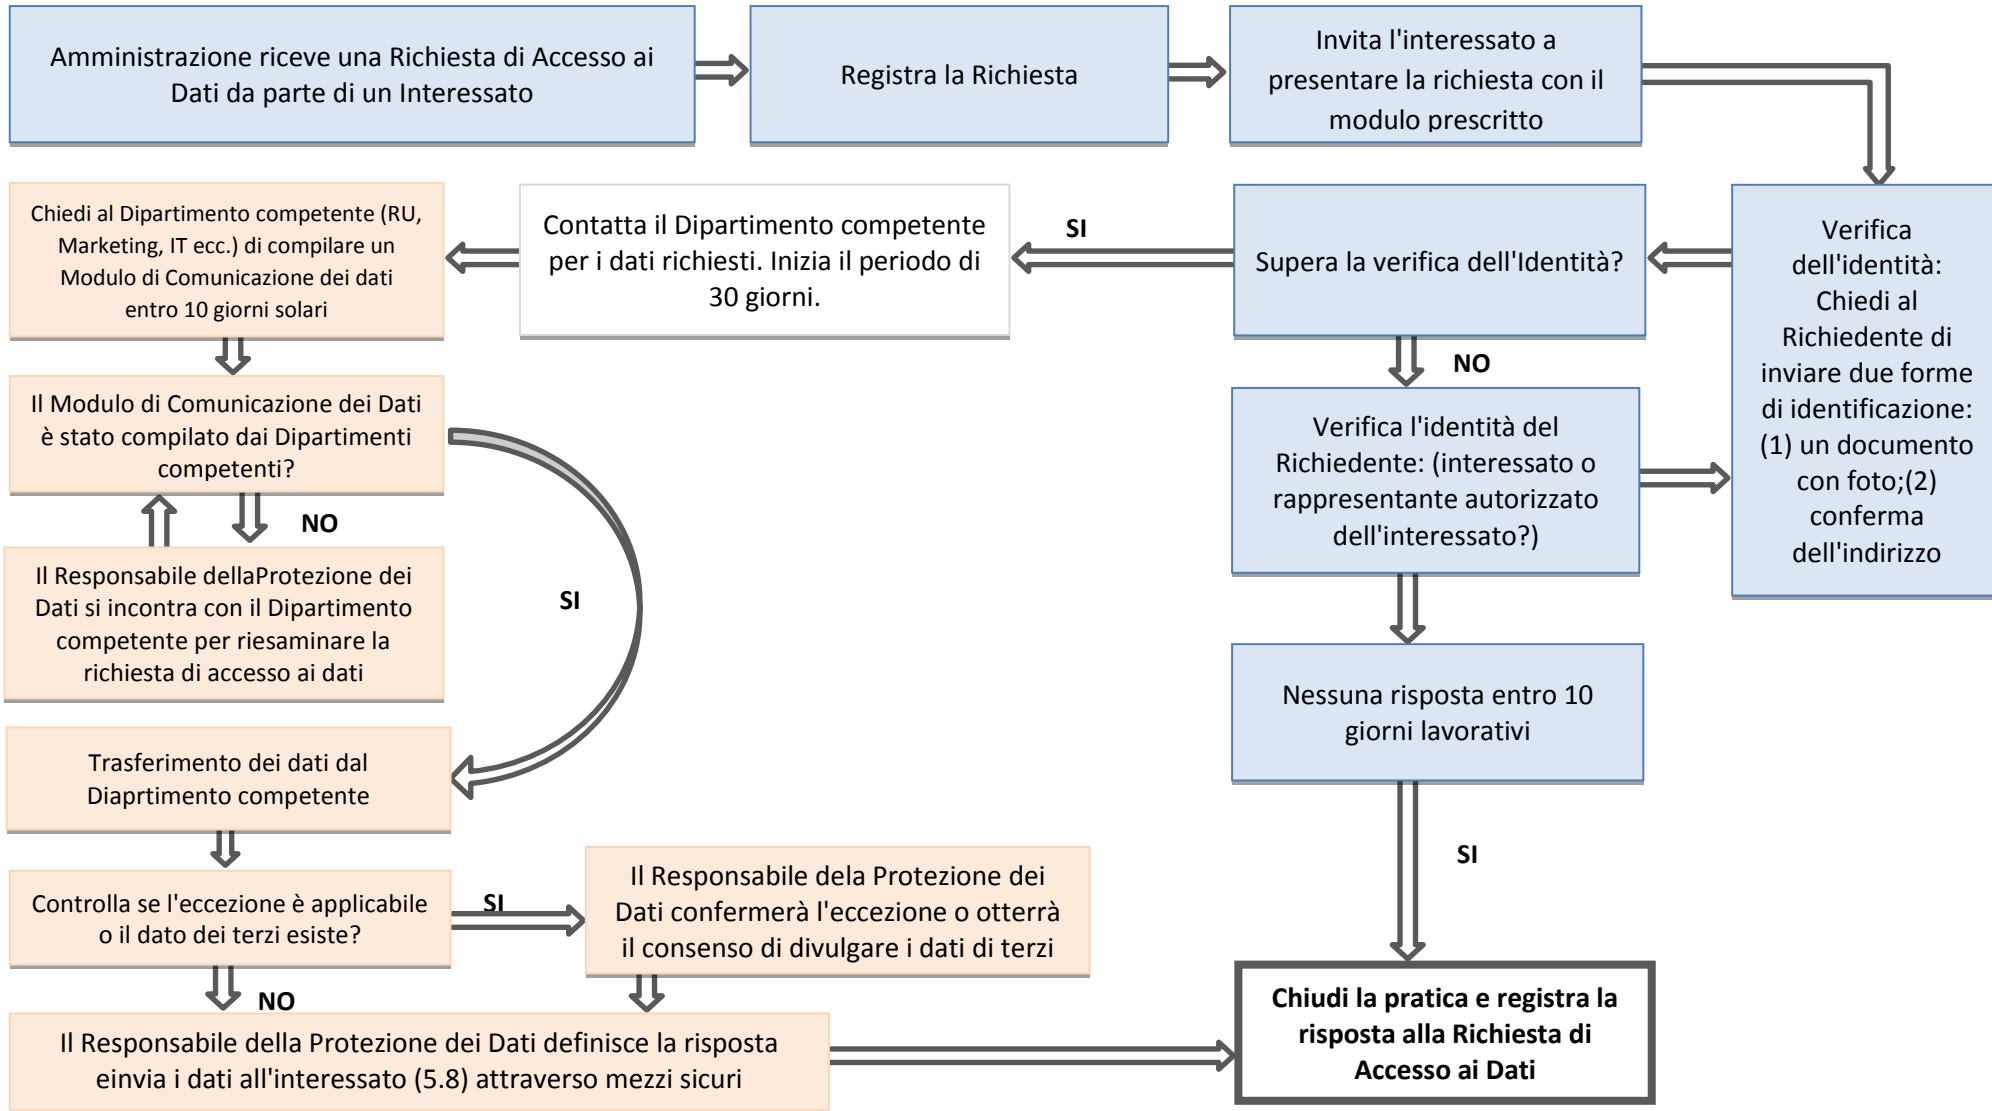 Amministrazione riceve una Richiesta di Accesso ai
Dati da parte di un Interessato
Registra la Richiesta
Invita l'interessato a
presentare la richiesta con il
modulo prescritto
Verifica
dell'identità:
Chiedi al
Richiedente di
inviare due forme
di identificazione:
(1) un documento
con foto;(2)
conferma
dell'indirizzo
Supera la verifica dell'Identità?
SI
Contatta il Dipartimento competente
per i dati richiesti. Inizia il periodo di
30 giorni.
Chiedi al Dipartimento competente (RU,
Marketing, IT ecc.) di compilare un
Modulo di Comunicazione dei dati
entro 10 giorni solari
NO
Verifica l'identità del
Richiedente: (interessato o
rappresentante autorizzato
dell'interessato?)
Nessuna risposta entro 10
giorni lavorativi
SI
Il Modulo di Comunicazione dei Dati
è stato compilato dai Dipartimenti
competenti?
NO
Il Responsabile dellaProtezione dei
Dati si incontra con il Dipartimento
competente per riesaminare la
richiesta di accesso ai dati
SI
Trasferimento dei dati dal
Diaprtimento competente
Controlla se l'eccezione è applicabile
o il dato dei terzi esiste?
SI
Il Responsabile dela Protezione dei
Dati confermerà l'eccezione o otterrà
il consenso di divulgare i dati di terzi
NO
Il Responsabile della Protezione dei Dati definisce la risposta
einvia i dati all'interessato (5.8) attraverso mezzi sicuri
Chiudi la pratica e registra la
risposta alla Richiesta di
Accesso ai Dati